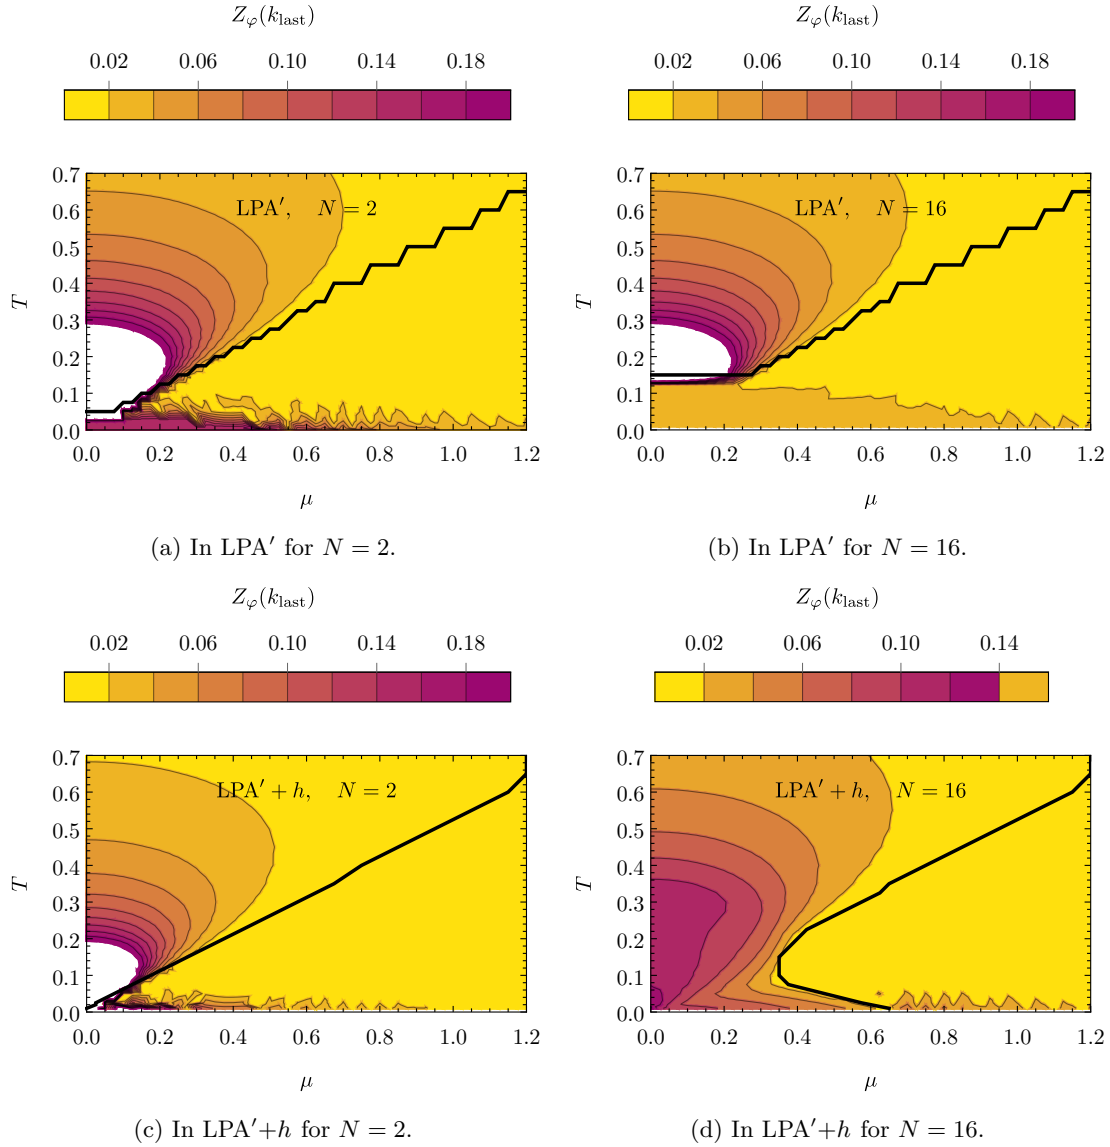 Zφ(k_last) Zφ(k_last)
0.02 0.06 0.10 0.14 0.18 0.02 0.06 0.10 0.14 0.18
LPA′, N = 2
T
0.7
0.6
0.5
0.4
0.3
0.2
0.1
0.0
0.0 0.2 0.4 0.6 0.8 1.0 1.2
μ
(a) In LPA′ for N = 2.
LPA′, N = 16
T
0.7
0.6
0.5
0.4
0.3
0.2
0.1
0.0
0.0 0.2 0.4 0.6 0.8 1.0 1.2
μ
(b) In LPA′ for N = 16.
Zφ(k_last) Zφ(k_last)
0.02 0.06 0.10 0.14 0.18 0.02 0.06 0.10 0.14
LPA′ + h, N = 2
T
0.7
0.6
0.5
0.4
0.3
0.2
0.1
0.0
0.0 0.2 0.4 0.6 0.8 1.0 1.2
μ
(c) In LPA′+h for N = 2.
LPA′ + h, N = 16
T
0.7
0.6
0.5
0.4
0.3
0.2
0.1
0.0
0.0 0.2 0.4 0.6 0.8 1.0 1.2
μ
(d) In LPA′+h for N = 16.